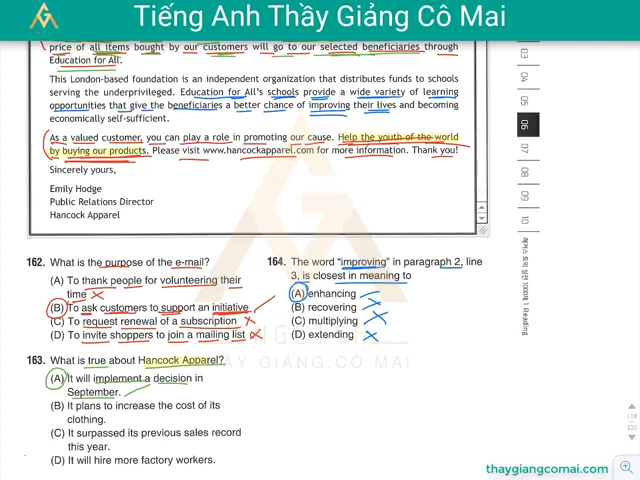 Tiếng Anh Thầy Giảng Cô Mai
price of all items bought by our customers will go to our selected beneficiaries through
Education for All.
This London-based foundation is an independent organization that distributes funds to schools
serving the underprivileged. Education for All's schools provide a wide variety of learning
opportunities that give the beneficiaries a better chance of improving their lives and becoming
economically self-sufficient.
As a valued customer, you can play a role in promoting our cause. Help the youth of the world
by buying our products. Please visit www.hancockapparel.com for more information. Thank you!
Sincerely yours,
Emily Hodge
Public Relations Director
Hancock Apparel
162. What is the purpose of the e-mail?
(A) To thank people for volunteering their
time
(B) To ask customers to support an initiative
(C) To request renewal of a subscription
(D) To invite shoppers to join a mailing list
163. What is true about Hancock Apparel?
(A) It will implement a decision in
September.
(B) It plans to increase the cost of its
clothing.
(C) It surpassed its previous sales record
this year.
(D) It will hire more factory workers.
164. The word "improving" in paragraph 2, line
3, is closest in meaning to
(A) enhancing
(B) recovering
(C) multiplying
(D) extending
THẦY GIẢNG CÔ MAI
03
04
05
06
07
08
09
10
220
thaygiangcomai.com